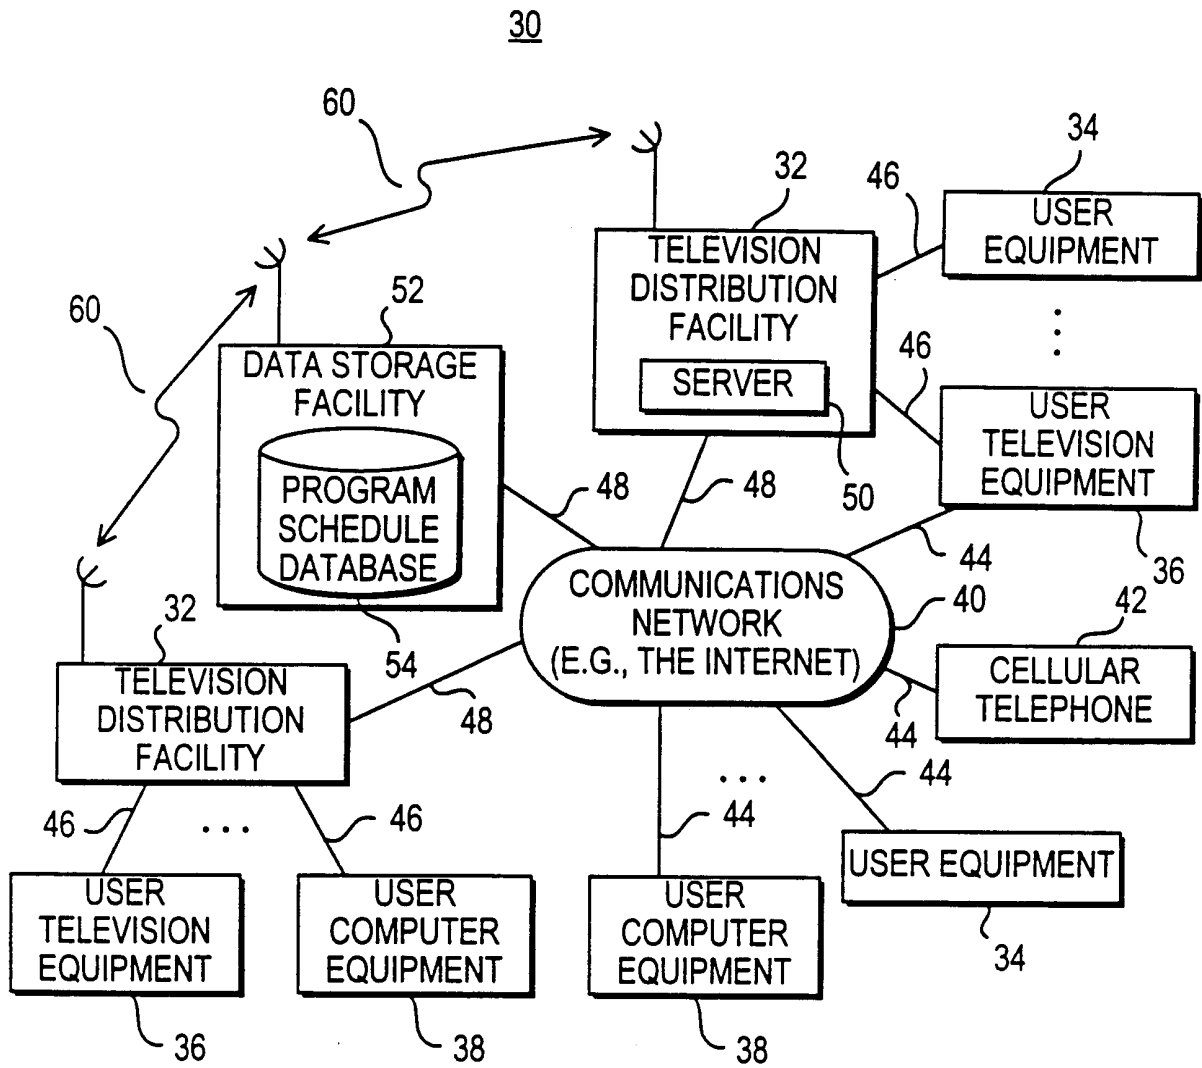 30
60
34
32
46
USER
EQUIPMENT
TELEVISION
DISTRIBUTION
FACILITY
SERVER
50
52
60
DATA STORAGE
FACILITY
PROGRAM
SCHEDULE
DATABASE
54
46
USER
TELEVISION
EQUIPMENT
36
48
48
44
COMMUNICATIONS
NETWORK
(E.G., THE INTERNET)
40
42
CELLULAR
TELEPHONE
44
32
TELEVISION
DISTRIBUTION
FACILITY
48
46
...
46
44
...
44
USER EQUIPMENT
34
USER
TELEVISION
EQUIPMENT
36
USER
COMPUTER
EQUIPMENT
38
USER
COMPUTER
EQUIPMENT
38